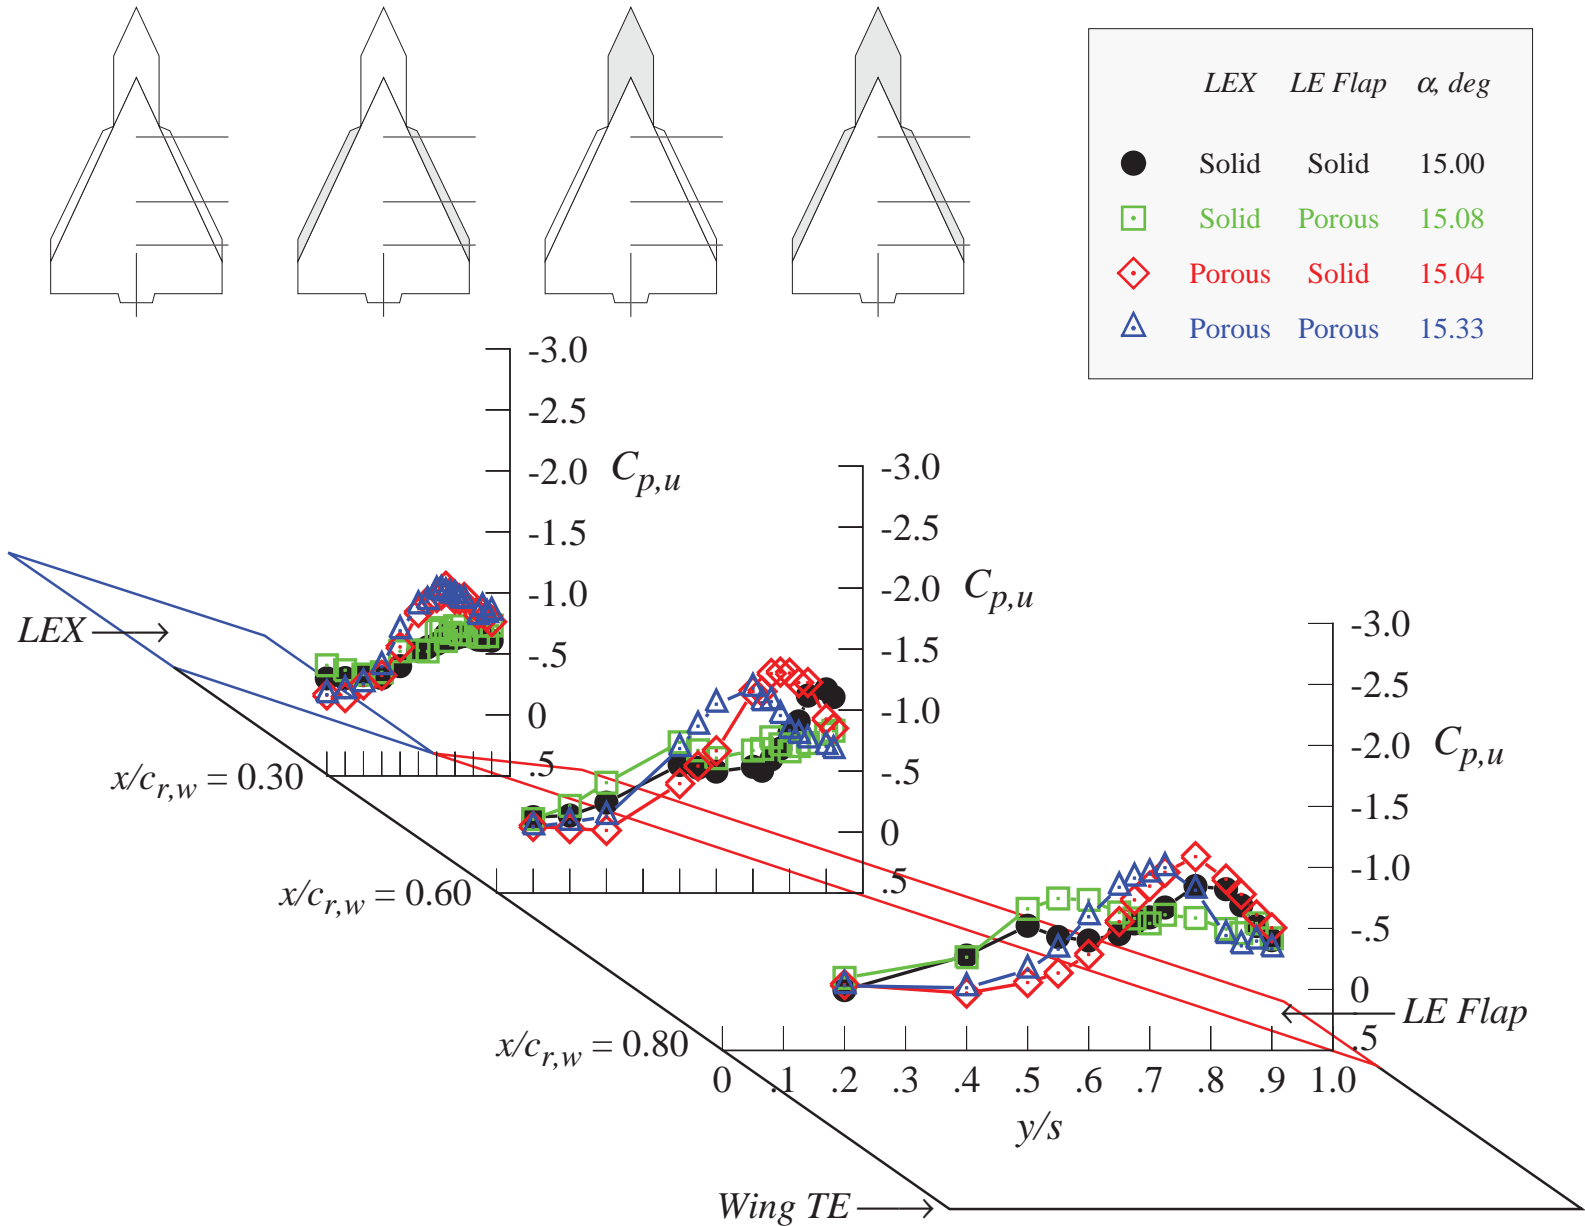 LEX LE Flap α, deg
Solid Solid 15.00
Solid Porous 15.08
Porous Solid 15.04
Porous Porous 15.33
-3.0
-2.5
-2.0
-1.5
-1.0
-.5
0
.5
Cp,u
LEX
x/cr,w = 0.30
-3.0
-2.5
-2.0
-1.5
-1.0
-.5
0
.5
Cp,u
x/cr,w = 0.60
-3.0
-2.5
-2.0
-1.5
-1.0
-.5
0
.5
Cp,u
LE Flap
x/cr,w = 0.80
0 .1 .2 .3 .4 .5 .6 .7 .8 .9 1.0
y/s
Wing TE